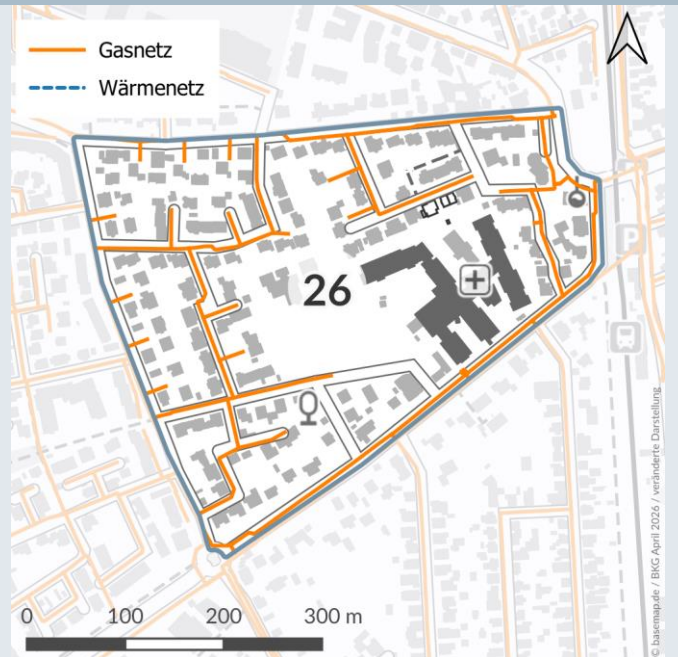 Gasnetz
Wärmenetz
26
P
0 100 200 300 m
© basemap.de / BKG April 2026 / veränderte Darstellung